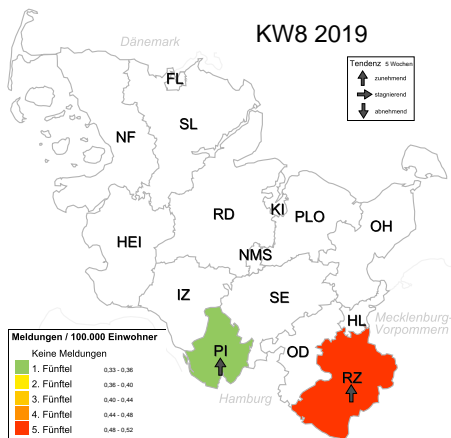 KW8 2019
Dänemark
Tendenz 5 Wochen
zunehmend
stagnierend
abnehmend
FL
SL
NF
RD
KI
PLO
OH
HEI
NMS
IZ
SE
HL
Mecklenburg-
Vorpommern
PI
OD
RZ
Hamburg
Meldungen / 100.000 Einwohner
Keine Meldungen
1. Fünftel 0,33 - 0,36
2. Fünftel 0,36 - 0,40
3. Fünftel 0,40 - 0,44
4. Fünftel 0,44 - 0,48
5. Fünftel 0,48 - 0,52